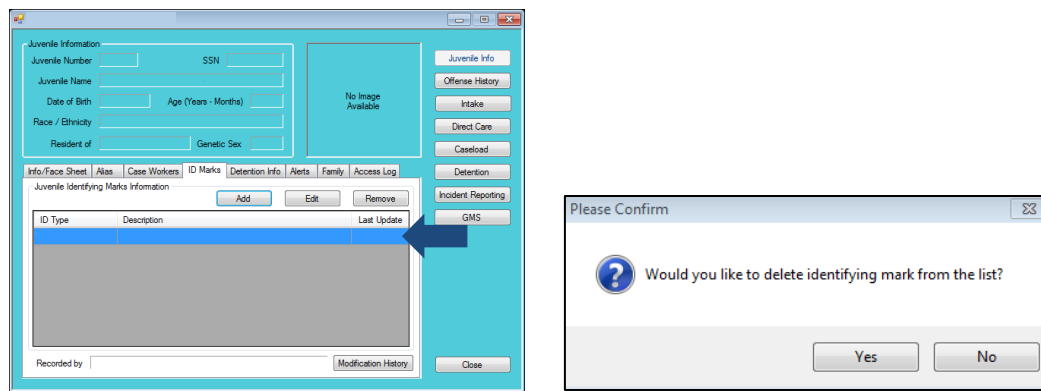 Juvenile Information
Juvenile Number SSN
Juvenile Name
Date of Birth Age (Years - Months)
Race / Ethnicity
Resident of Genetic Sex
No Image
Available
Juvenile Info
Offense History
Intake
Direct Care
Caseload
Detention
Incident Reporting
GMS
Info/Face Sheet Alias Case Workers ID Marks Detention Info Alerts Family Access Log
Juvenile Identifying Marks Information
Add Edit Remove
ID Type Description Last Update
Recorded by Modification History
Close
Please Confirm
Would you like to delete identifying mark from the list?
Yes No